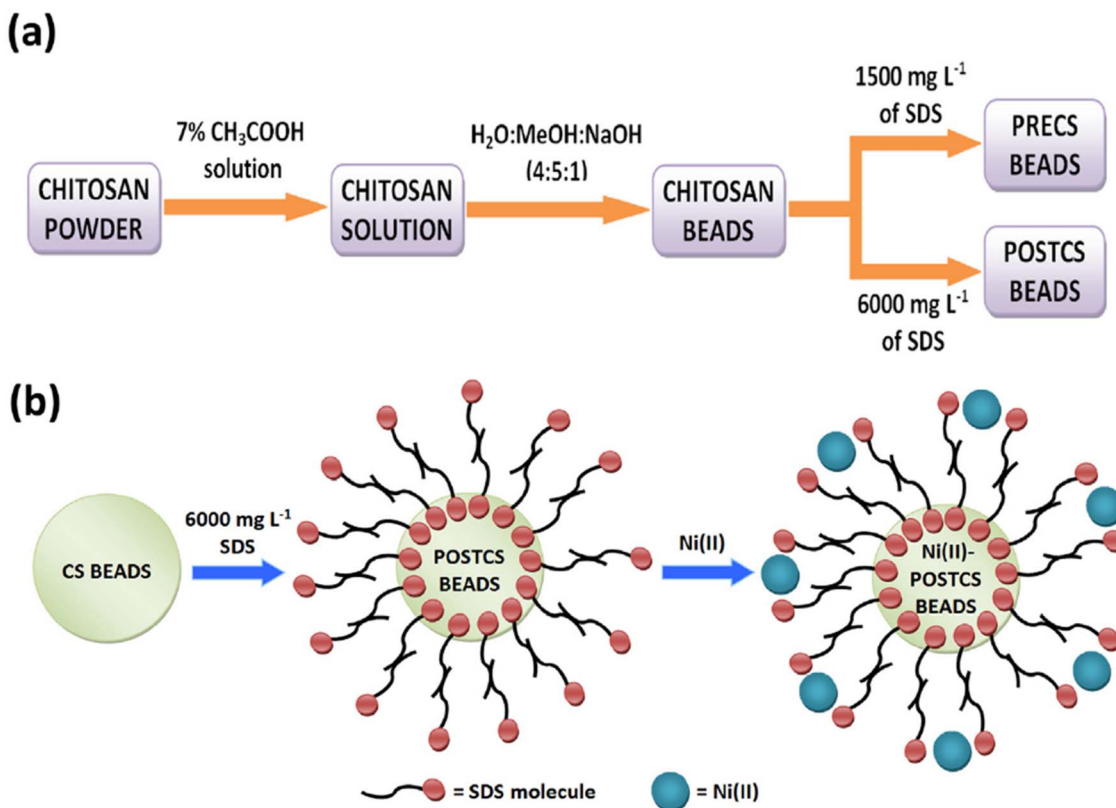 (a)
7% CH₃COOH
solution
H₂O:MeOH:NaOH
(4:5:1)
1500 mg L⁻¹
of SDS
CHITOSAN
POWDER
CHITOSAN
SOLUTION
CHITOSAN
BEADS
PRECS
BEADS
POSTCS
BEADS
6000 mg L⁻¹
of SDS
(b)
CS BEADS
6000 mg L⁻¹
SDS
POSTCS
BEADS
Ni(II)
Ni(II)-
POSTCS
BEADS
= SDS molecule
= Ni(II)